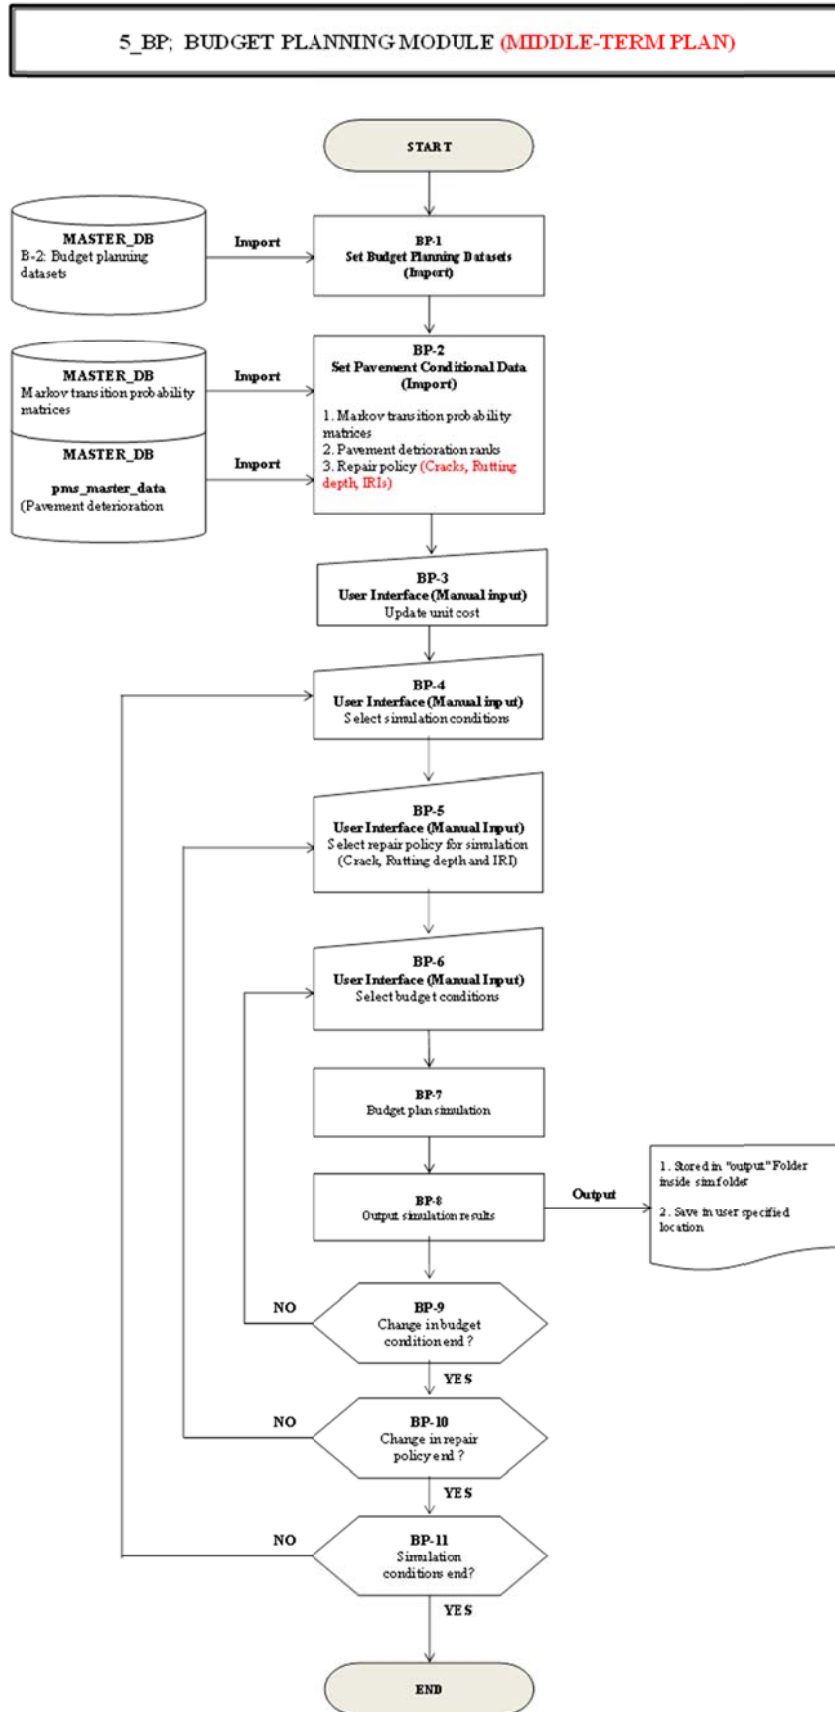 5_BP; BUDGET PLANNING MODULE (MIDDLE-TERM PLAN)
START
MASTER_DB
B-2: Budget planning
datasets
Import
BP-1
Set Budget Planning Datasets
(Import)
MASTER_DB
Markov transition probability
matrices
Import
MASTER_DB
pms_master_data
(Pavement deterioration
Import
BP-2
Set Pavement Conditional Data
(Import)
1. Markov transition probability
matrices
2. Pavement detrioration ranks
3. Repair policy (Cracks, Rutting
depth, IRIs)
BP-3
User Interface (Manual input)
Update unit cost
BP-4
User Interface (Manual input)
Select simulation conditions
BP-5
User Interface (Manual Input)
Select repair policy for simulation
(Crack, Rutting depth and IRI)
BP-6
User Interface (Manual Input)
Select budget conditions
BP-7
Budget plan simulation
BP-8
Output simulation results
Output
1. Stored in "output" Folder
inside sim folder
2. Save in user specified
location
NO
BP-9
Change in budget
condition end ?
YES
NO
BP-10
Change in repair
policy end ?
YES
NO
BP-11
Simulation
conditions end?
YES
END